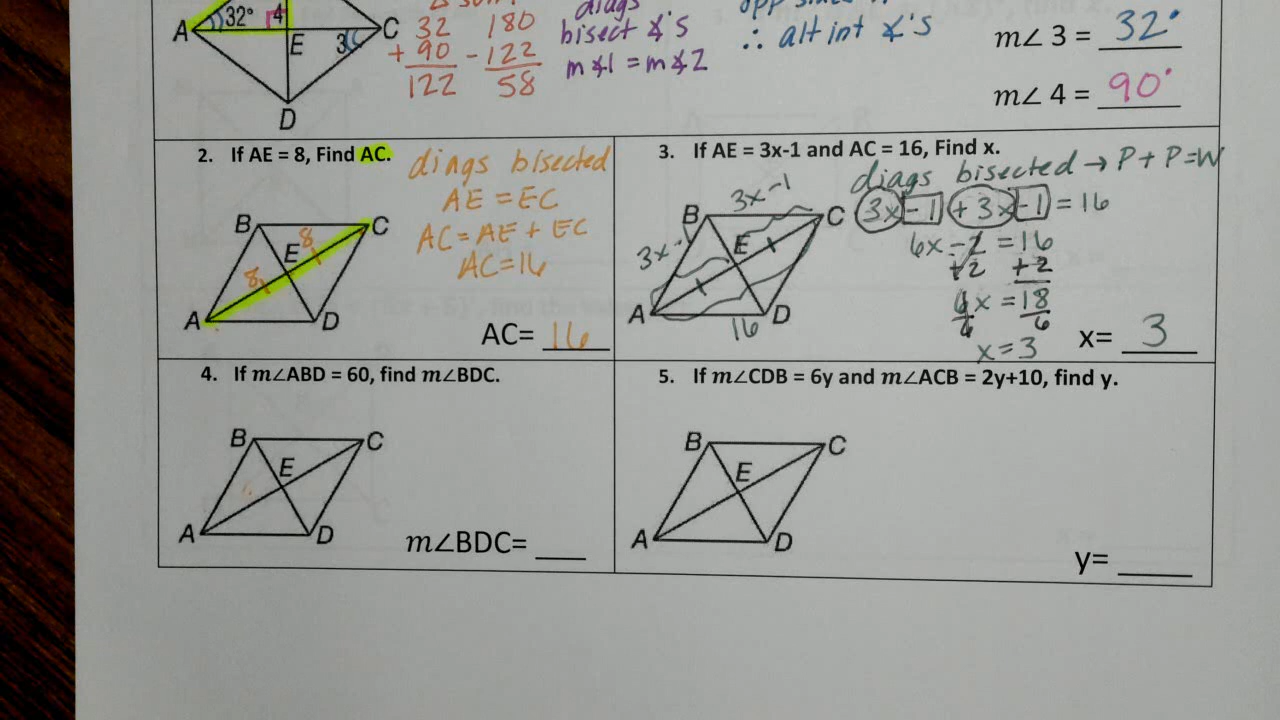 A 32° 4
E 3 C
D
32 180
+ 90 - 122
122 58
diags
bisect ∡'s
m∡1 = m∡2
∴ alt int ∡'s
m∠ 3 = 32°
m∠ 4 = 90°
2. If AE = 8, Find AC.
diags bisected
AE = EC
AC = AE + EC
AC = 16
B C
E 8
8
A D
AC= 16
3. If AE = 3x-1 and AC = 16, Find x.
diags bisected → P + P = W
3x -1 + 3x -1 = 16
6x - 2 = 16
+2 +2
6x = 18
6 6
x = 3
3x -1
B C
3x - E
A D
16
x= 3
4. If m∠ABD = 60, find m∠BDC.
B C
E
A D
m∠BDC= ___
5. If m∠CDB = 6y and m∠ACB = 2y+10, find y.
B C
E
A D
y= ____